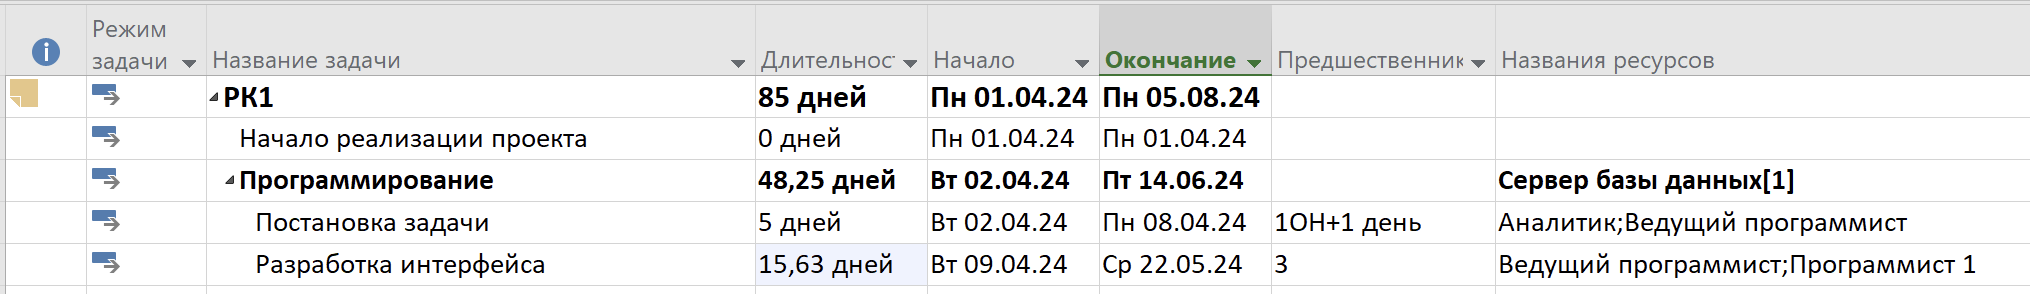 Режим задачи Название задачи Длительнос Начало Окончание Предшественник Названия ресурсов
РК1 85 дней Пн 01.04.24 Пн 05.08.24
Начало реализации проекта 0 дней Пн 01.04.24 Пн 01.04.24
Программирование 48,25 дней Вт 02.04.24 Пт 14.06.24 Сервер базы данных[1]
Постановка задачи 5 дней Вт 02.04.24 Пн 08.04.24 1ОН+1 день Аналитик;Ведущий программист
Разработка интерфейса 15,63 дней Вт 09.04.24 Ср 22.05.24 3 Ведущий программист;Программист 1